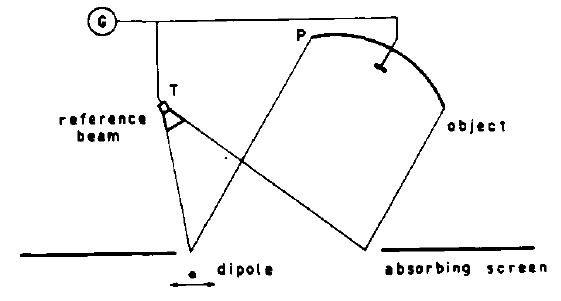 G
P
T
reference
beam
object
dipole
absorbing screen